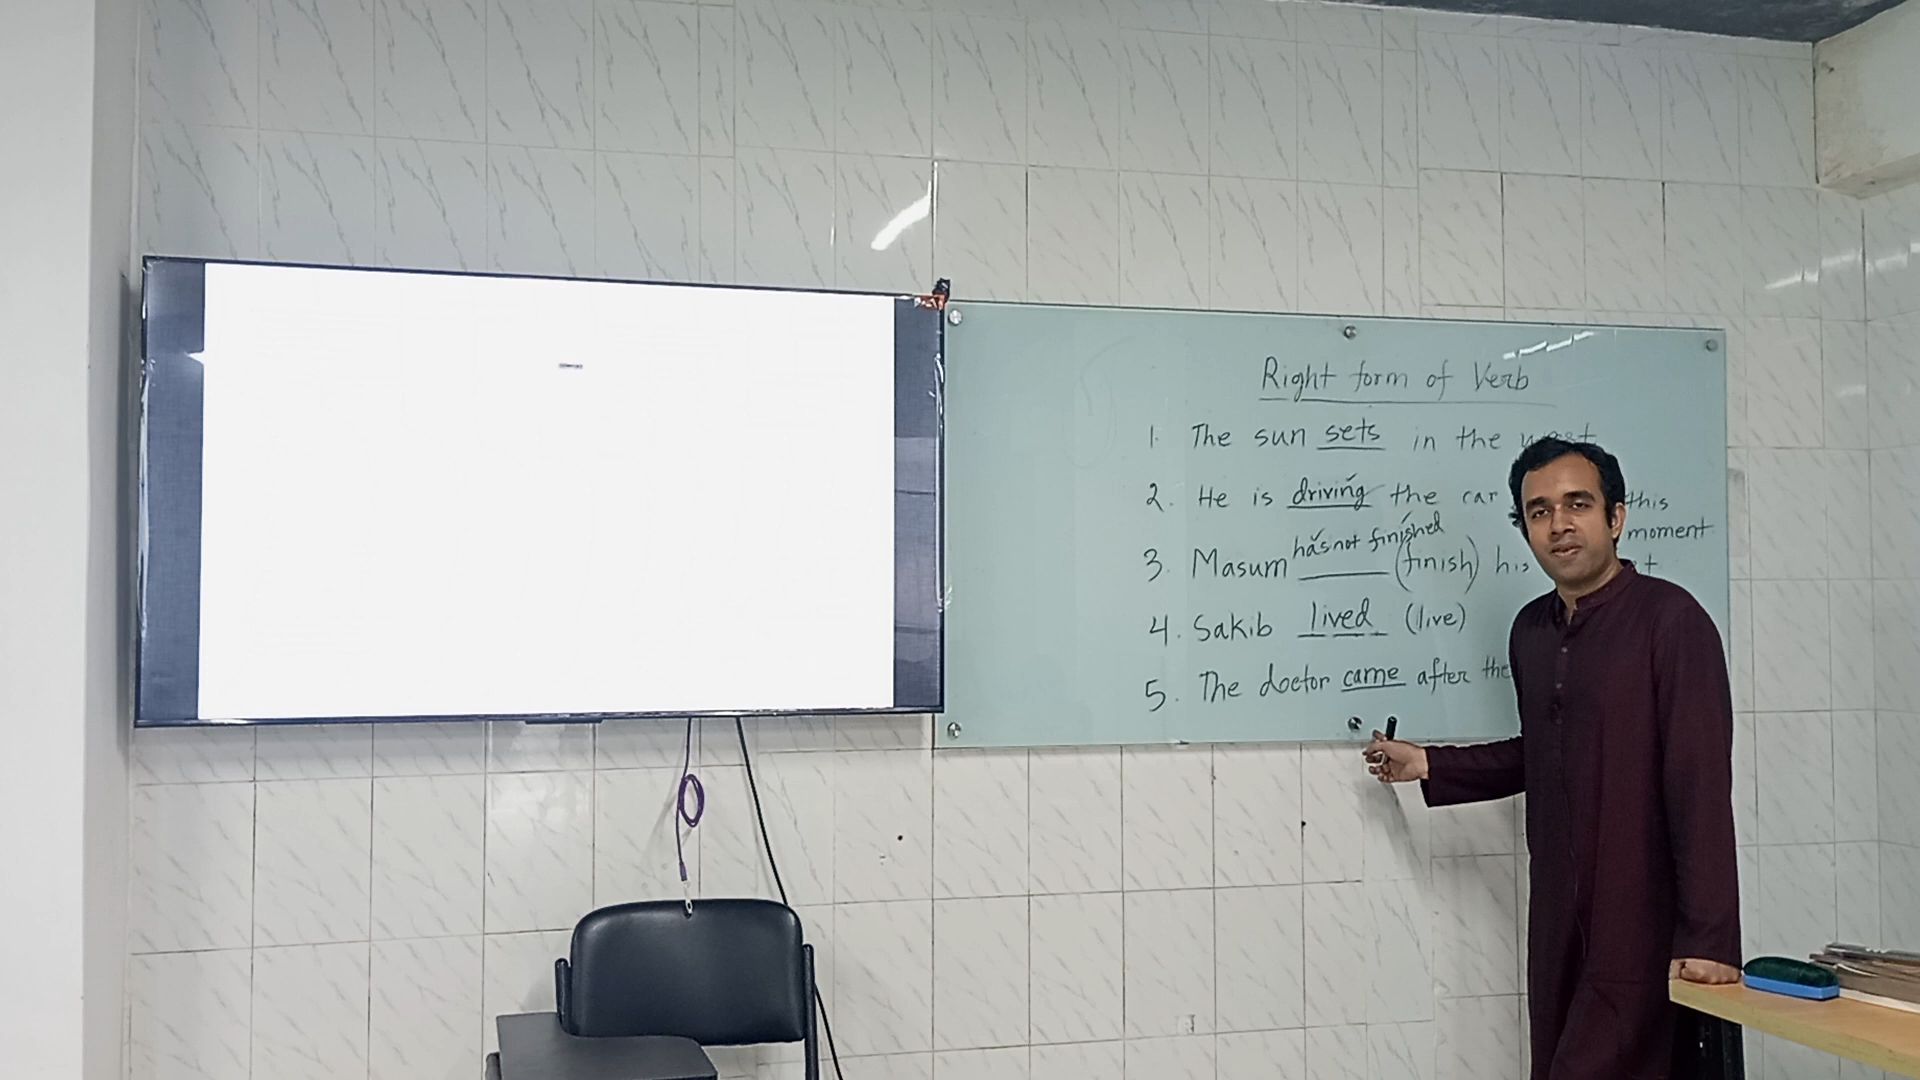 Right form of Verb
1. The sun sets in the west
2. He is driving the car this
moment
has not finished
3. Masum (finish) his
4. Sakib lived (live)
5. The doctor came after the